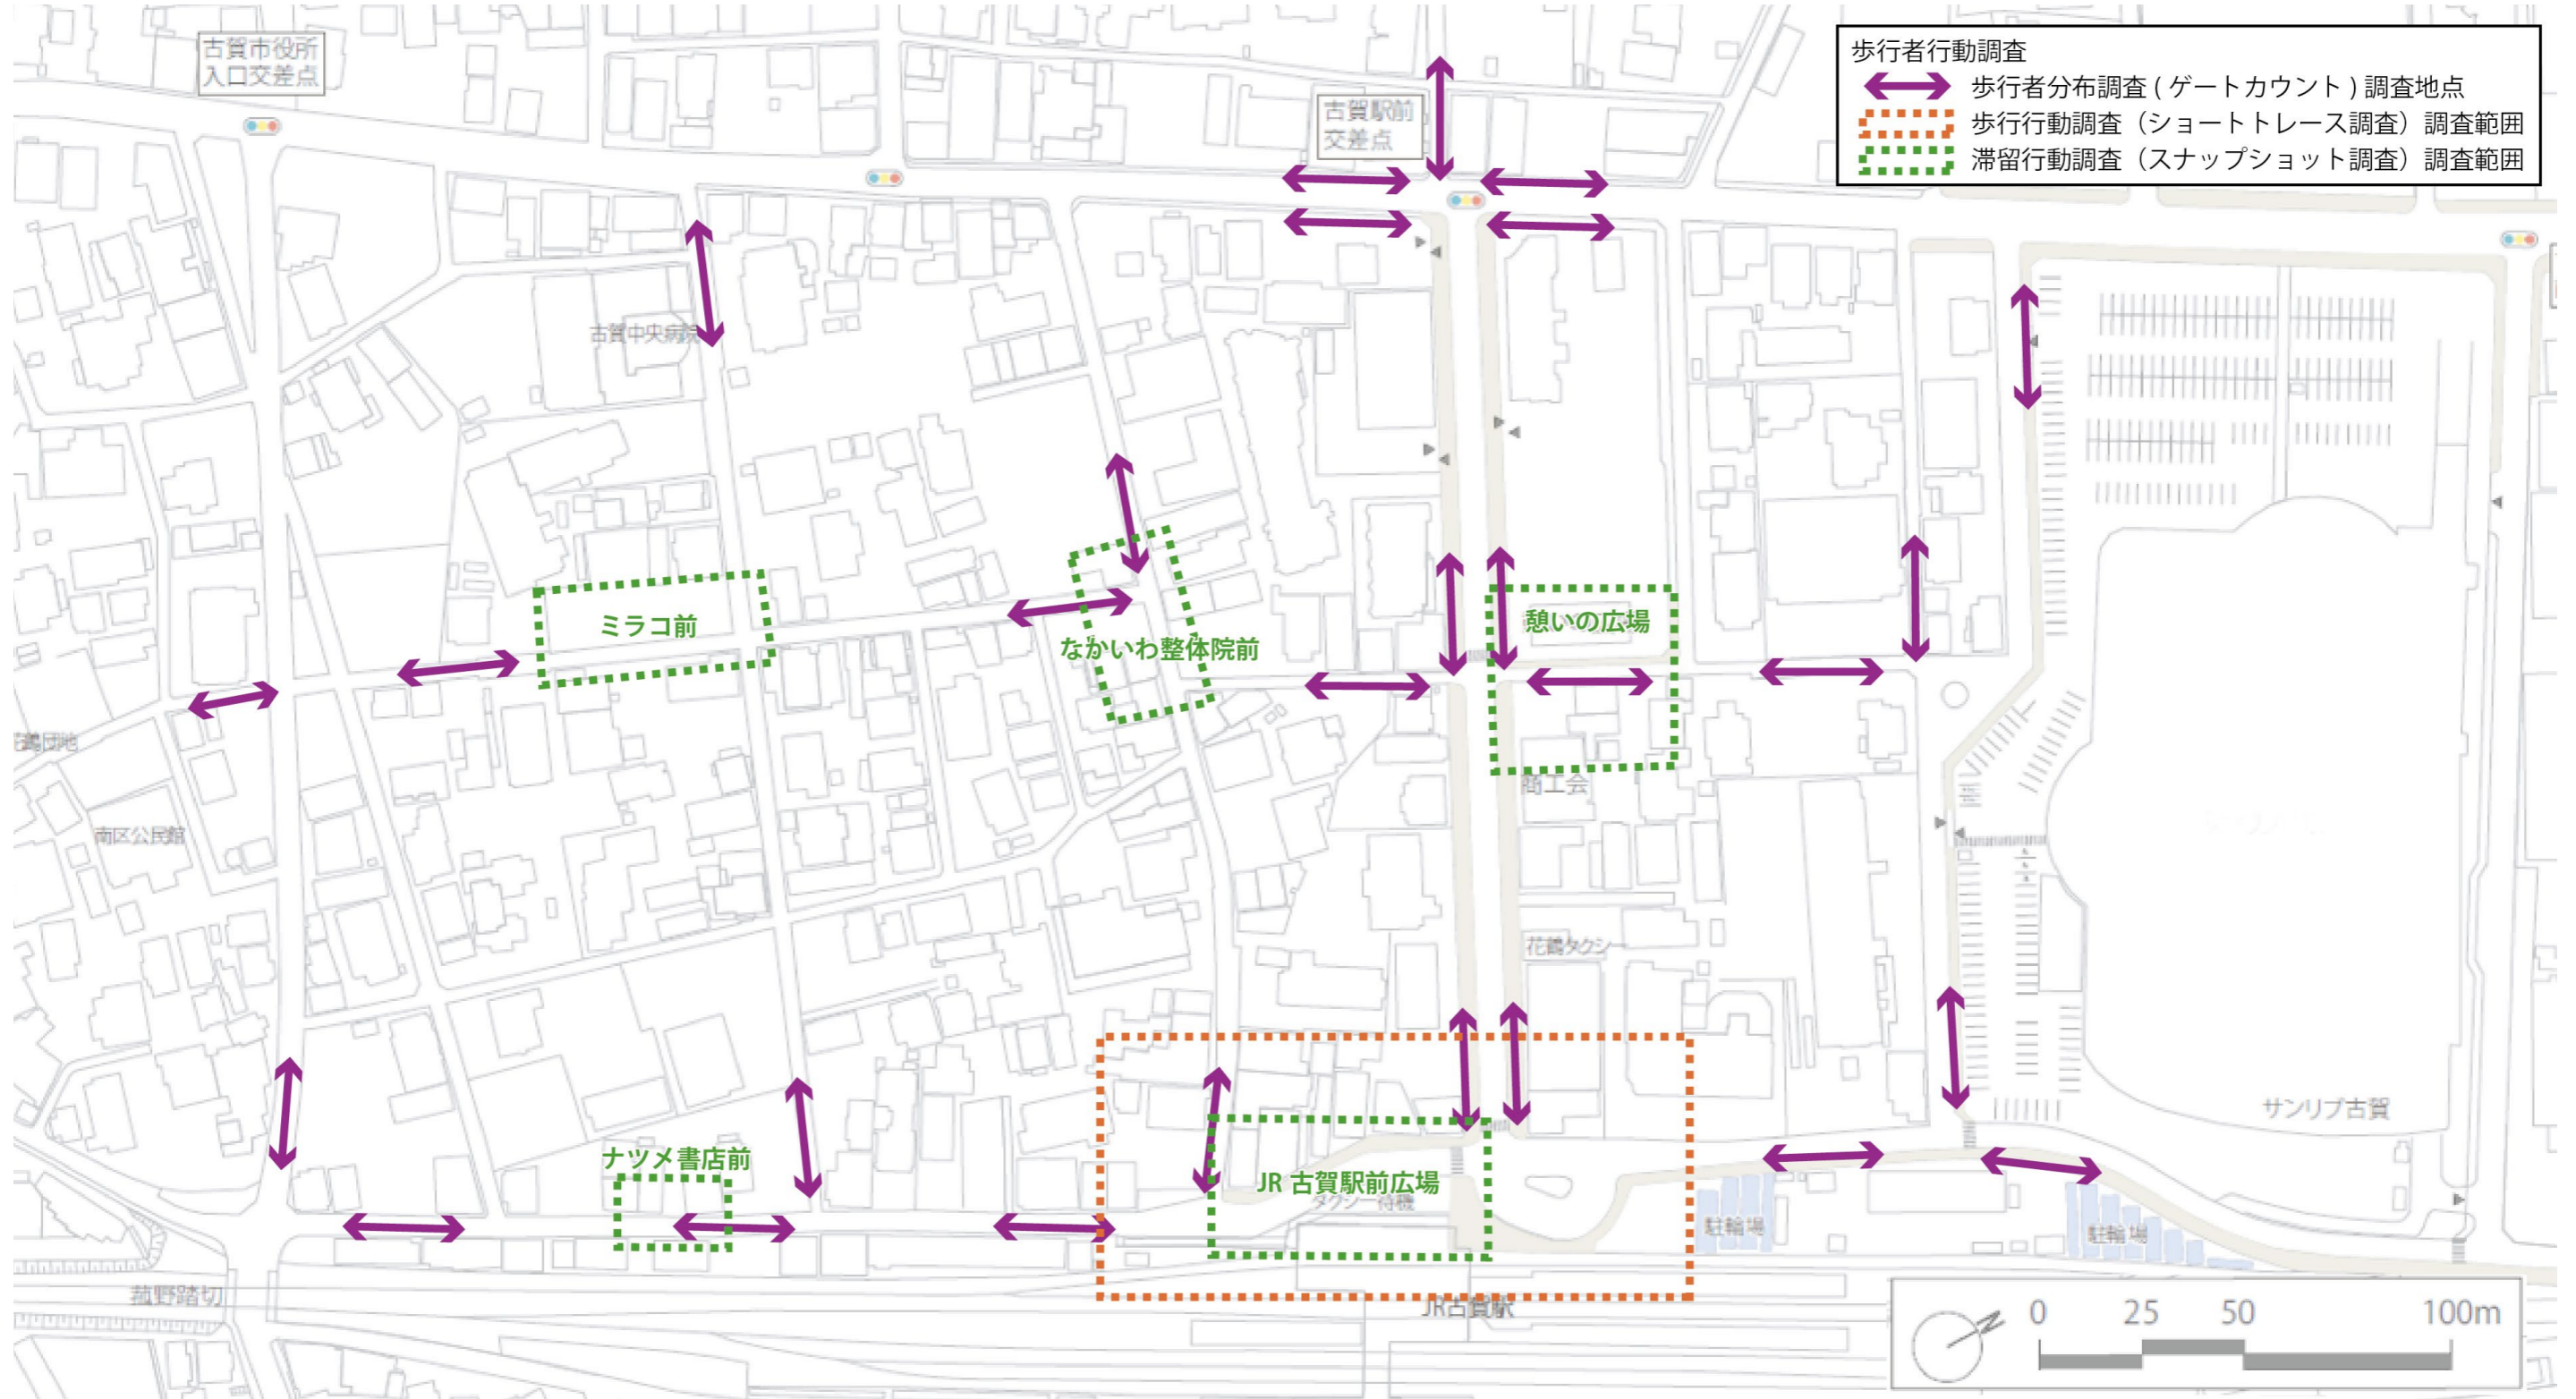 古賀市役所
入口交差点
古賀駅前
交差点
歩行者行動調査
歩行者分布調査 ( ゲートカウント ) 調査地点
歩行行動調査（ショートトレース調査）調査範囲
滞留行動調査（スナップショット調査）調査範囲
古賀中央病院
ミラコ前
なかいわ整体院前
憩いの広場
鶴団地
商工会
南区公民館
花鶴タクシー
サンリブ古賀
ナツメ書店前
JR 古賀駅前広場
タクシー待機
駐輪場
駐輪場
菰野踏切
JR古賀駅
N
0 25 50 100m